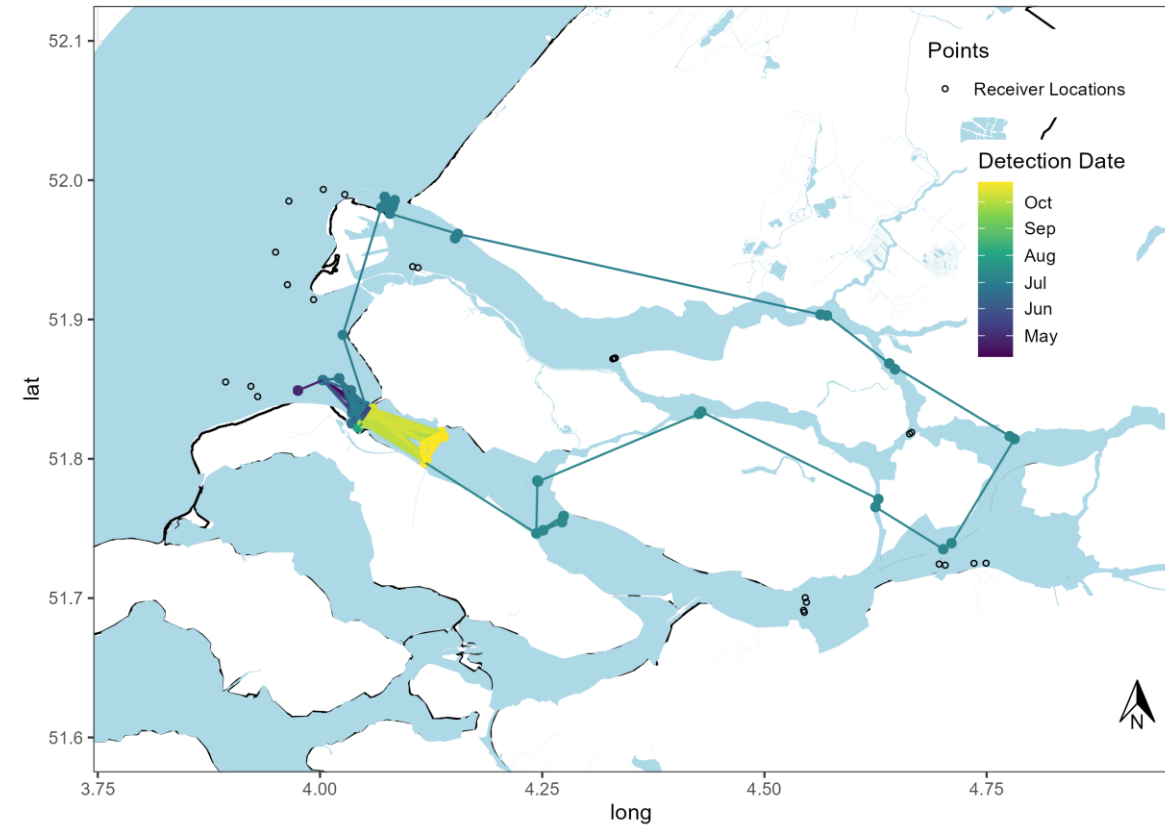 52.1
52.0
51.9
51.8
51.7
51.6
lat
3.75 4.00 4.25 4.50 4.75
long
Points
Receiver Locations
Detection Date
Oct
Sep
Aug
Jul
Jun
May
N